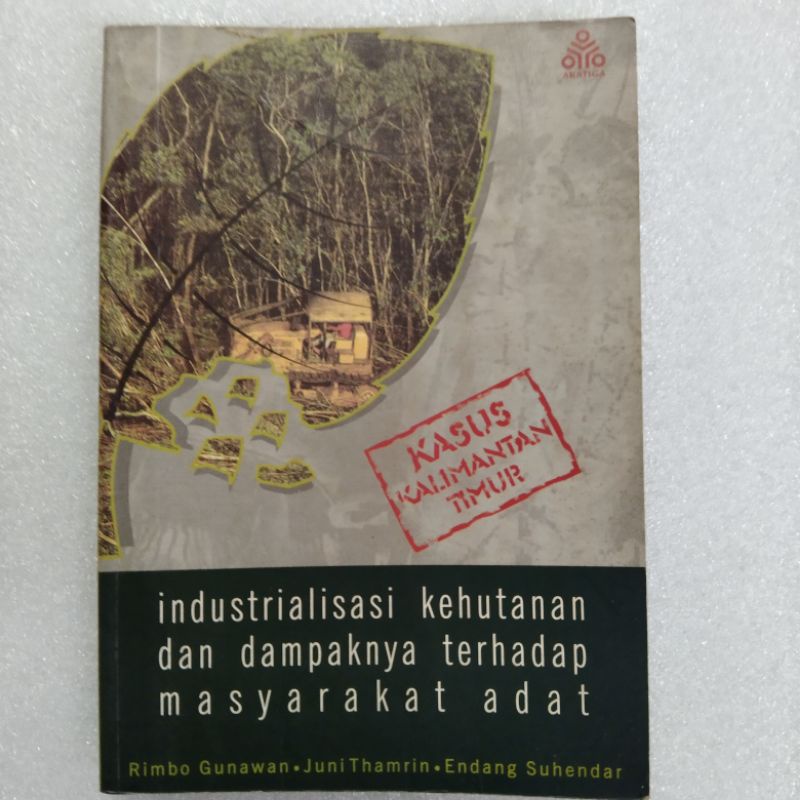 AKATIGA
KASUS
KALIMANTAN
TIMUR
industrialisasi kehutanan
dan dampaknya terhadap
masyarakat adat
Rimbo Gunawan • Juni Thamrin • Endang Suhendar